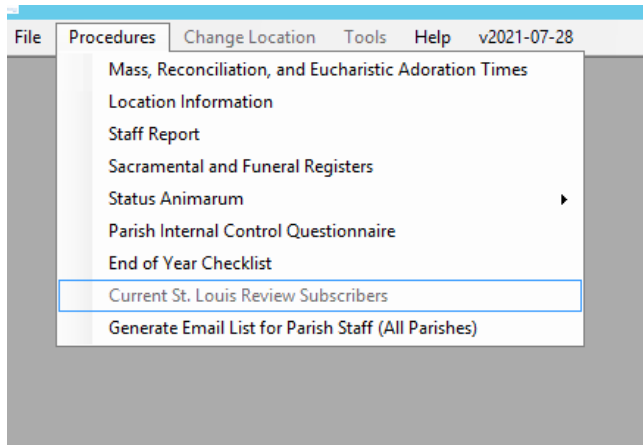 File Procedures Change Location Tools Help v2021-07-28
Mass, Reconciliation, and Eucharistic Adoration Times
Location Information
Staff Report
Sacramental and Funeral Registers
Status Animarum
Parish Internal Control Questionnaire
End of Year Checklist
Current St. Louis Review Subscribers
Generate Email List for Parish Staff (All Parishes)